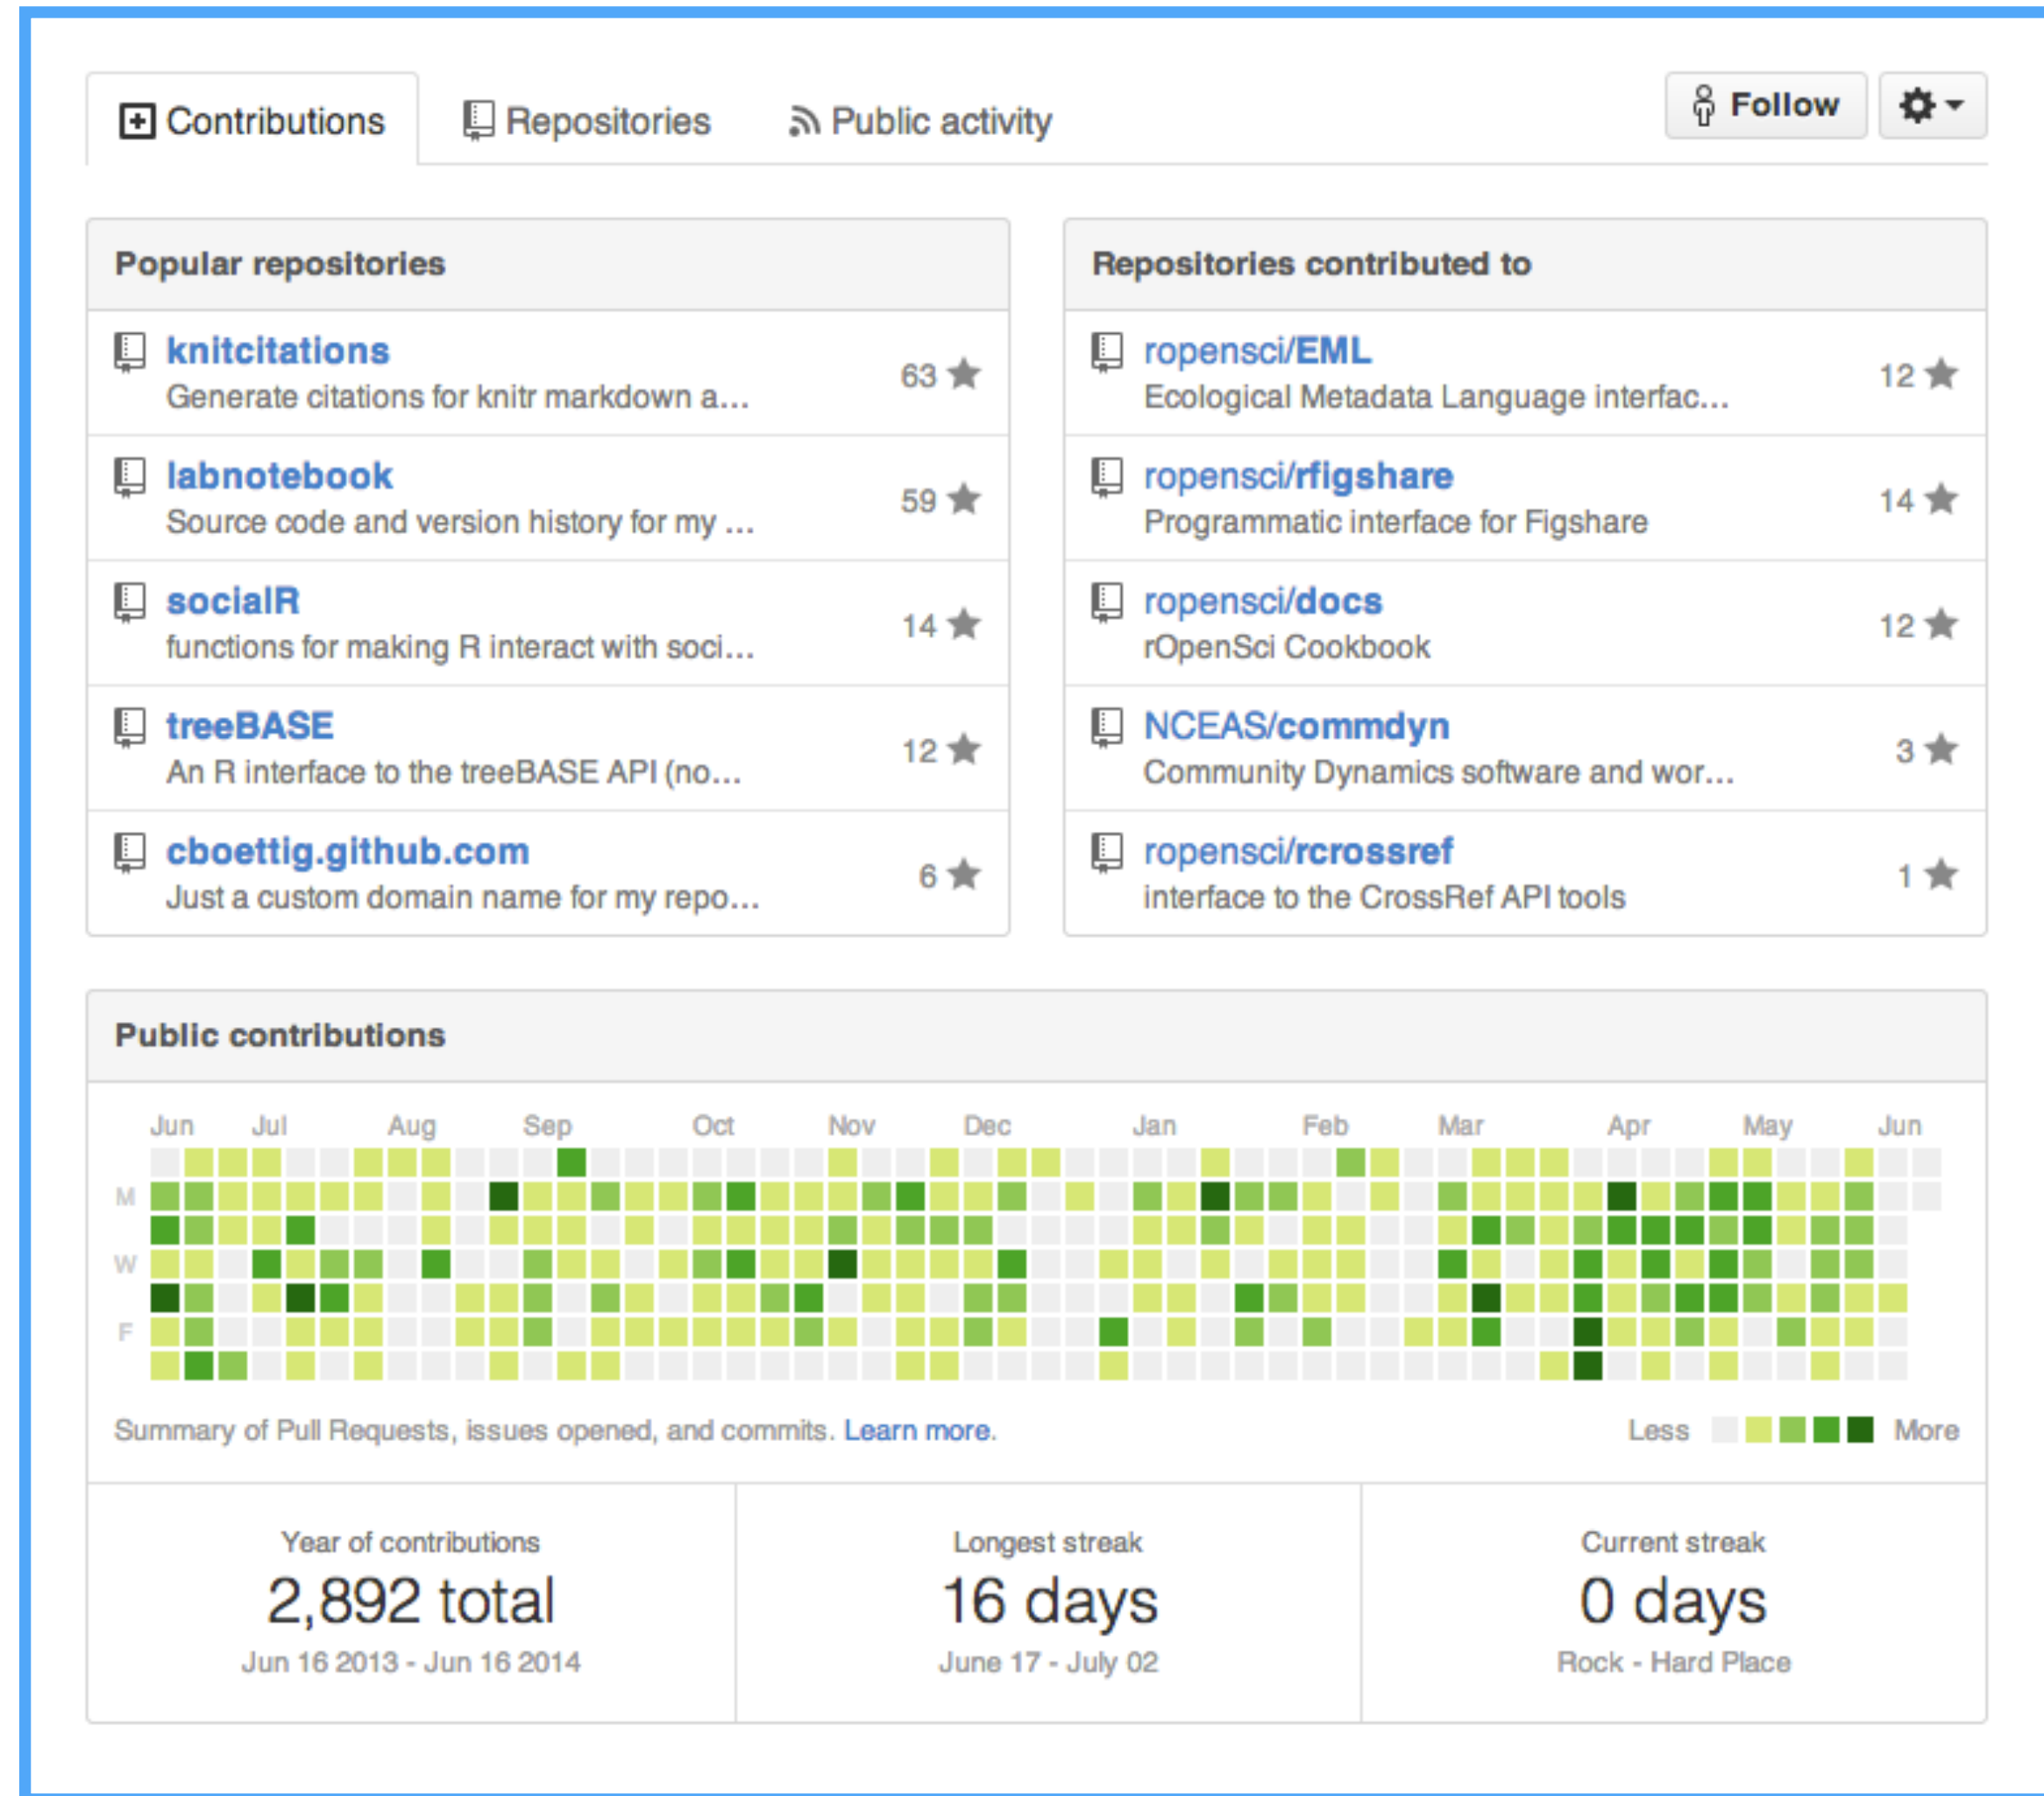 Contributions
Repositories
Public activity
Follow
Popular repositories
knitcitations
Generate citations for knitr markdown a...
63
labnotebook
Source code and version history for my ...
59
socialR
functions for making R interact with soci...
14
treeBASE
An R interface to the treeBASE API (no...
12
cboettig.github.com
Just a custom domain name for my repo...
6
Repositories contributed to
ropensci/EML
Ecological Metadata Language interfac...
12
ropensci/rfigshare
Programmatic interface for Figshare
14
ropensci/docs
rOpenSci Cookbook
12
NCEAS/commdyn
Community Dynamics software and wor...
3
ropensci/rcrossref
interface to the CrossRef API tools
1
Public contributions
Jun Jul Aug Sep Oct Nov Dec Jan Feb Mar Apr May Jun
M
W
F
Summary of Pull Requests, issues opened, and commits. Learn more.
Less More
Year of contributions
2,892 total
Jun 16 2013 - Jun 16 2014
Longest streak
16 days
June 17 - July 02
Current streak
0 days
Rock - Hard Place